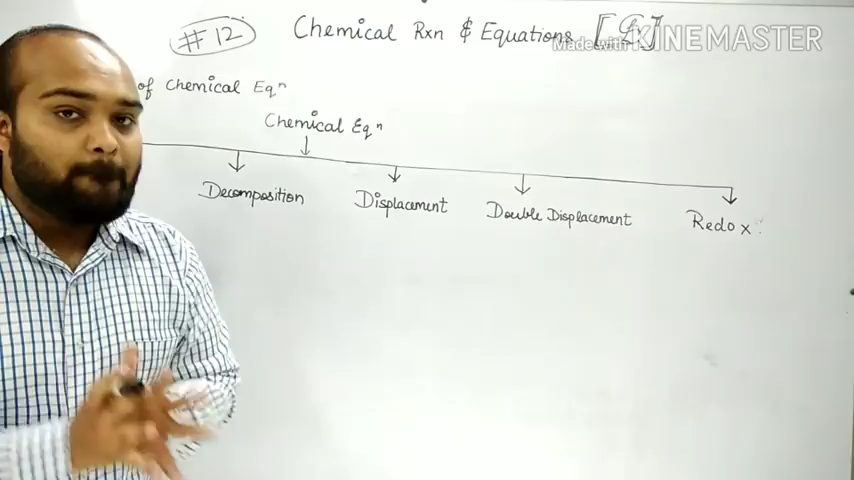 #12 Chemical Rxn & Equations
Made with KINEMASTER
of Chemical Eqn
Chemical Eqn
Decomposition Displacement Double Displacement Redox